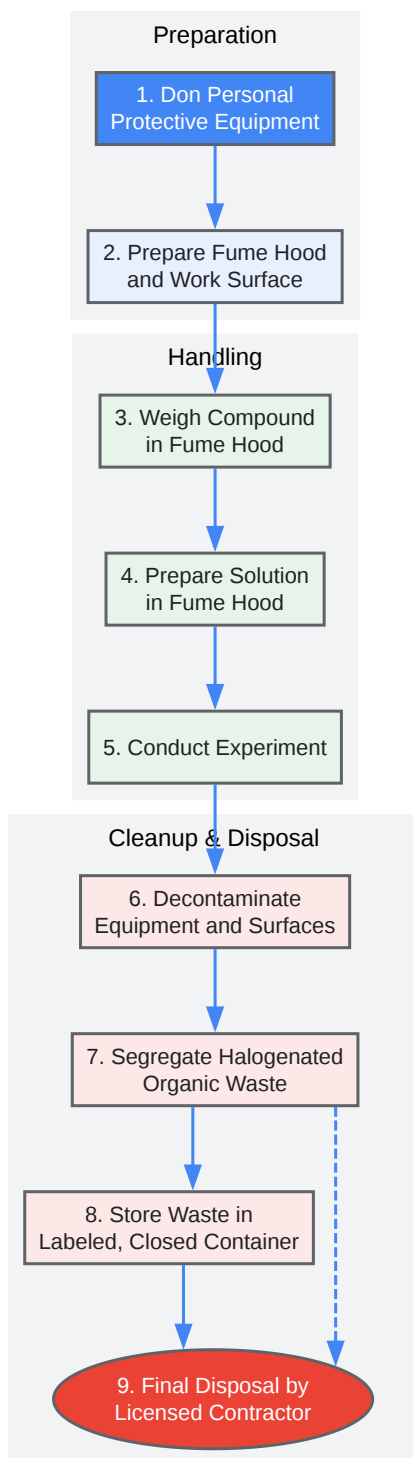 Preparation
1. Don Personal
Protective Equipment
2. Prepare Fume Hood
and Work Surface
Handling
3. Weigh Compound
in Fume Hood
4. Prepare Solution
in Fume Hood
5. Conduct Experiment
Cleanup & Disposal
6. Decontaminate
Equipment and Surfaces
7. Segregate Halogenated
Organic Waste
8. Store Waste in
Labeled, Closed Container
9. Final Disposal by
Licensed Contractor